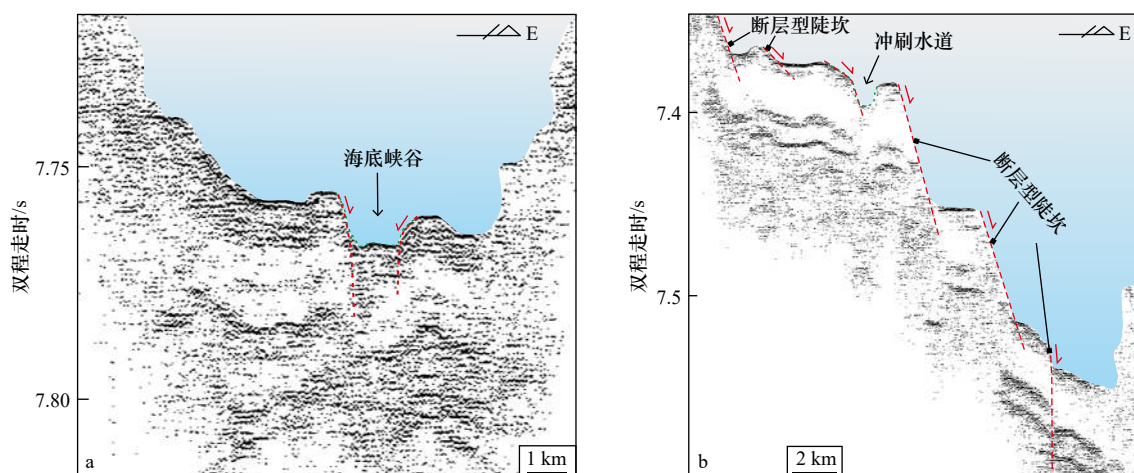 E
海底峡谷
7.75
7.80
双程走时/s
a
1 km
断层型陡坎
冲刷水道
E
7.4
7.5
双程走时/s
断层型陡坎
b
2 km